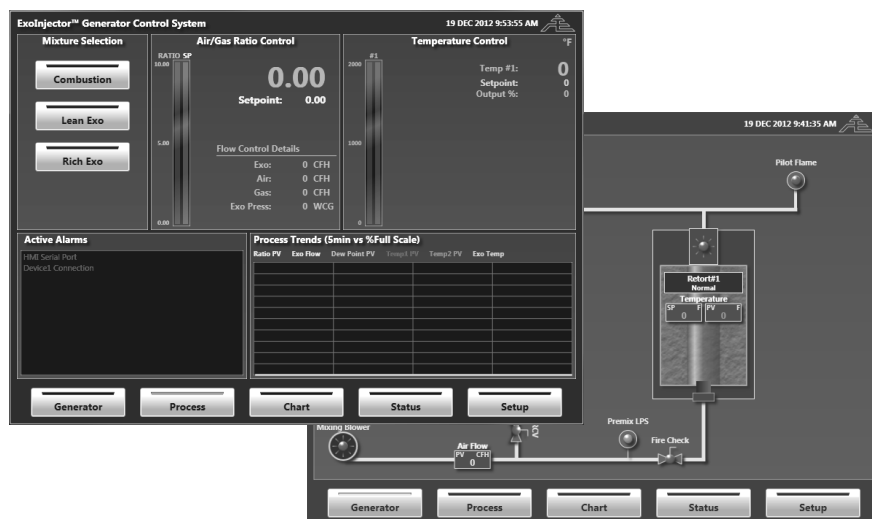 ExoInjector™ Generator Control System
19 DEC 2012 9:53:55 AM
Mixture Selection
Combustion
Lean Exo
Rich Exo
Air/Gas Ratio Control
RATIO SP
10.00
5.00
0.00
0.00
Setpoint: 0.00
Flow Control Details
Exo: 0 CFH
Air: 0 CFH
Gas: 0 CFH
Exo Press: 0 WCG
Temperature Control °F
#1
2000
1000
0
Temp #1: 0
Setpoint: 0
Output %: 0
Active Alarms
HMI Serial Port
Device1 Connection
Process Trends (5min vs %Full Scale)
Ratio PV Exo Flow Dew Point PV Temp1 PV Temp2 PV Exo Temp
Generator Process Chart Status Setup
19 DEC 2012 9:41:35 AM
Pilot Flame
Retort#1
Normal
Temperature
SP F PV F
0 0
Premix LPS
Fire Check
Mixing Blower
Air Flow
PV CFH
0
ICV
Generator Process Chart Status Setup